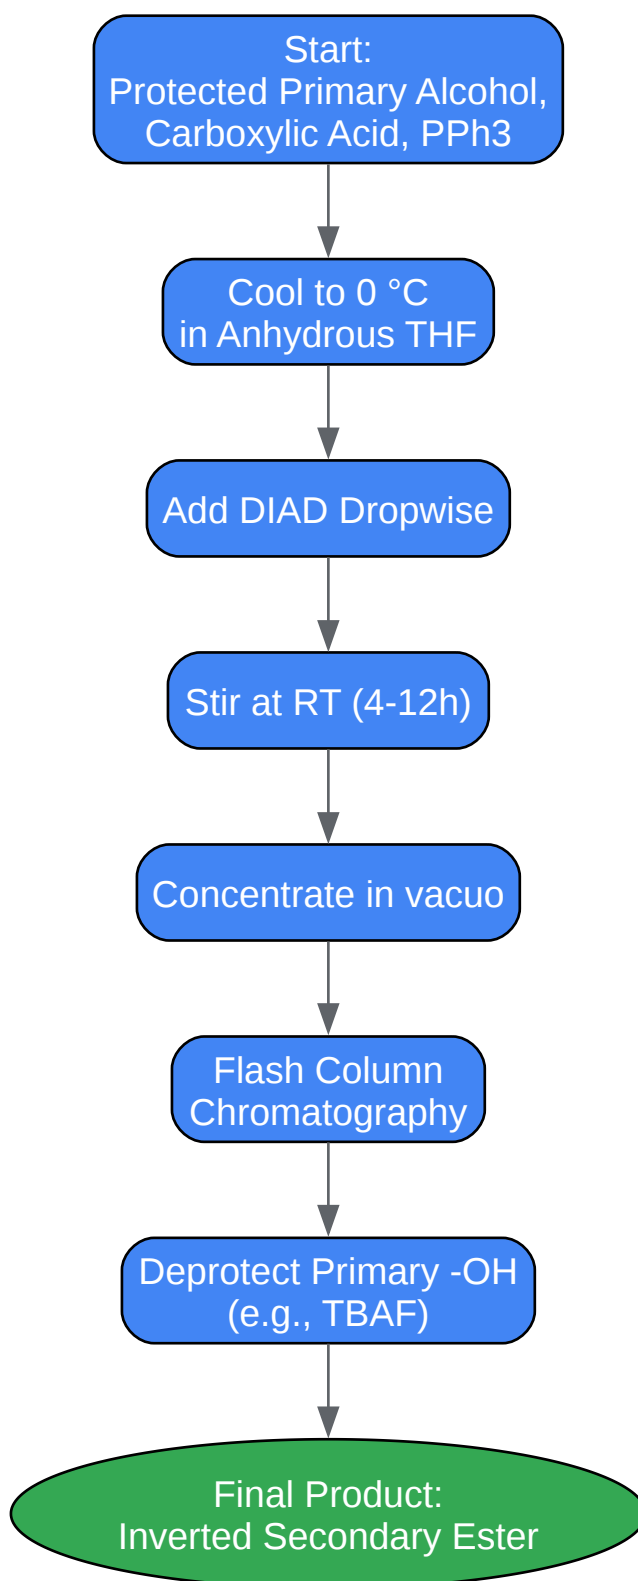 Start:
Protected Primary Alcohol,
Carboxylic Acid, PPh3
Cool to 0 °C
in Anhydrous THF
Add DIAD Dropwise
Stir at RT (4-12h)
Concentrate in vacuo
Flash Column
Chromatography
Deprotect Primary -OH
(e.g., TBAF)
Final Product:
Inverted Secondary Ester